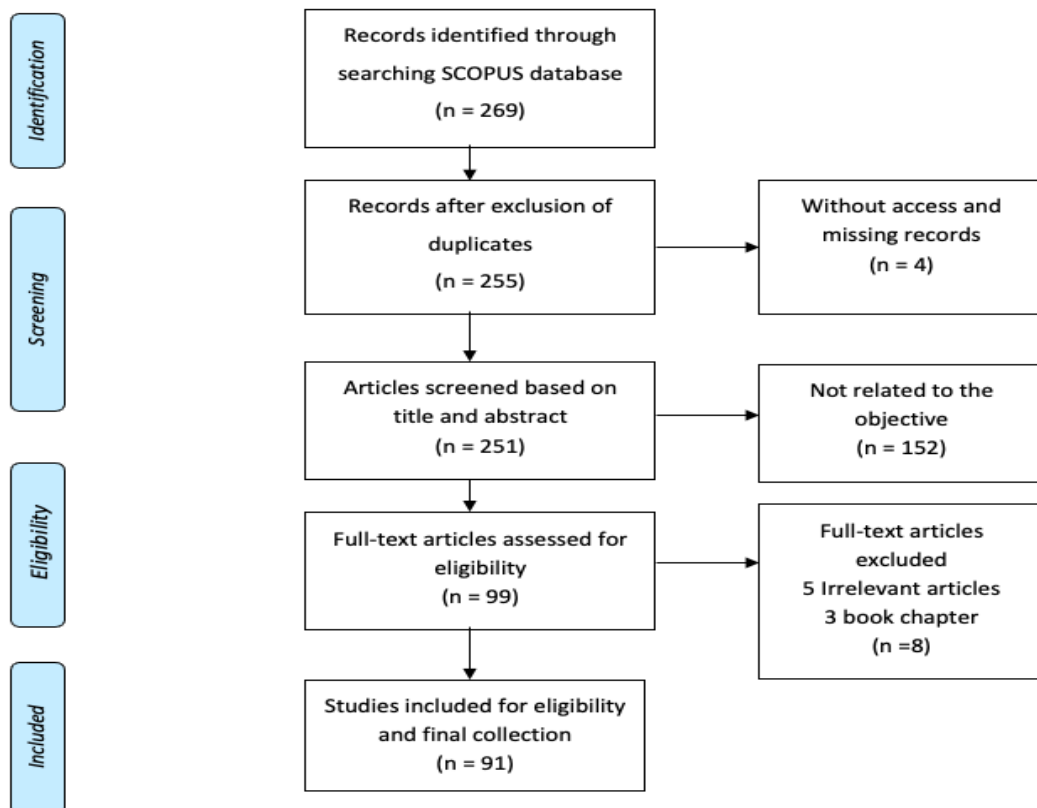 Identification
Records identified through
searching SCOPUS database
(n = 269)
Screening
Records after exclusion of
duplicates
(n = 255)
Without access and
missing records
(n = 4)
Articles screened based on
title and abstract
(n = 251)
Not related to the
objective
(n = 152)
Eligibility
Full-text articles assessed for
eligibility
(n = 99)
Full-text articles
excluded
5 Irrelevant articles
3 book chapter
(n =8)
Included
Studies included for eligibility
and final collection
(n = 91)